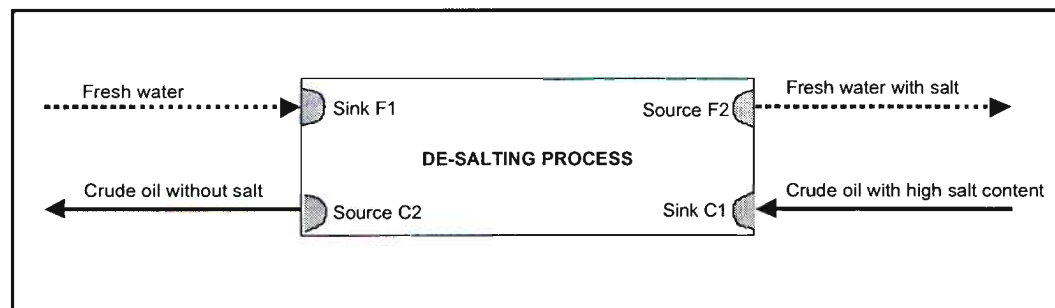 Fresh water
Fresh water with salt
Sink F1
Source F2
DE-SALTING PROCESS
Crude oil without salt
Crude oil with high salt content
Source C2
Sink C1